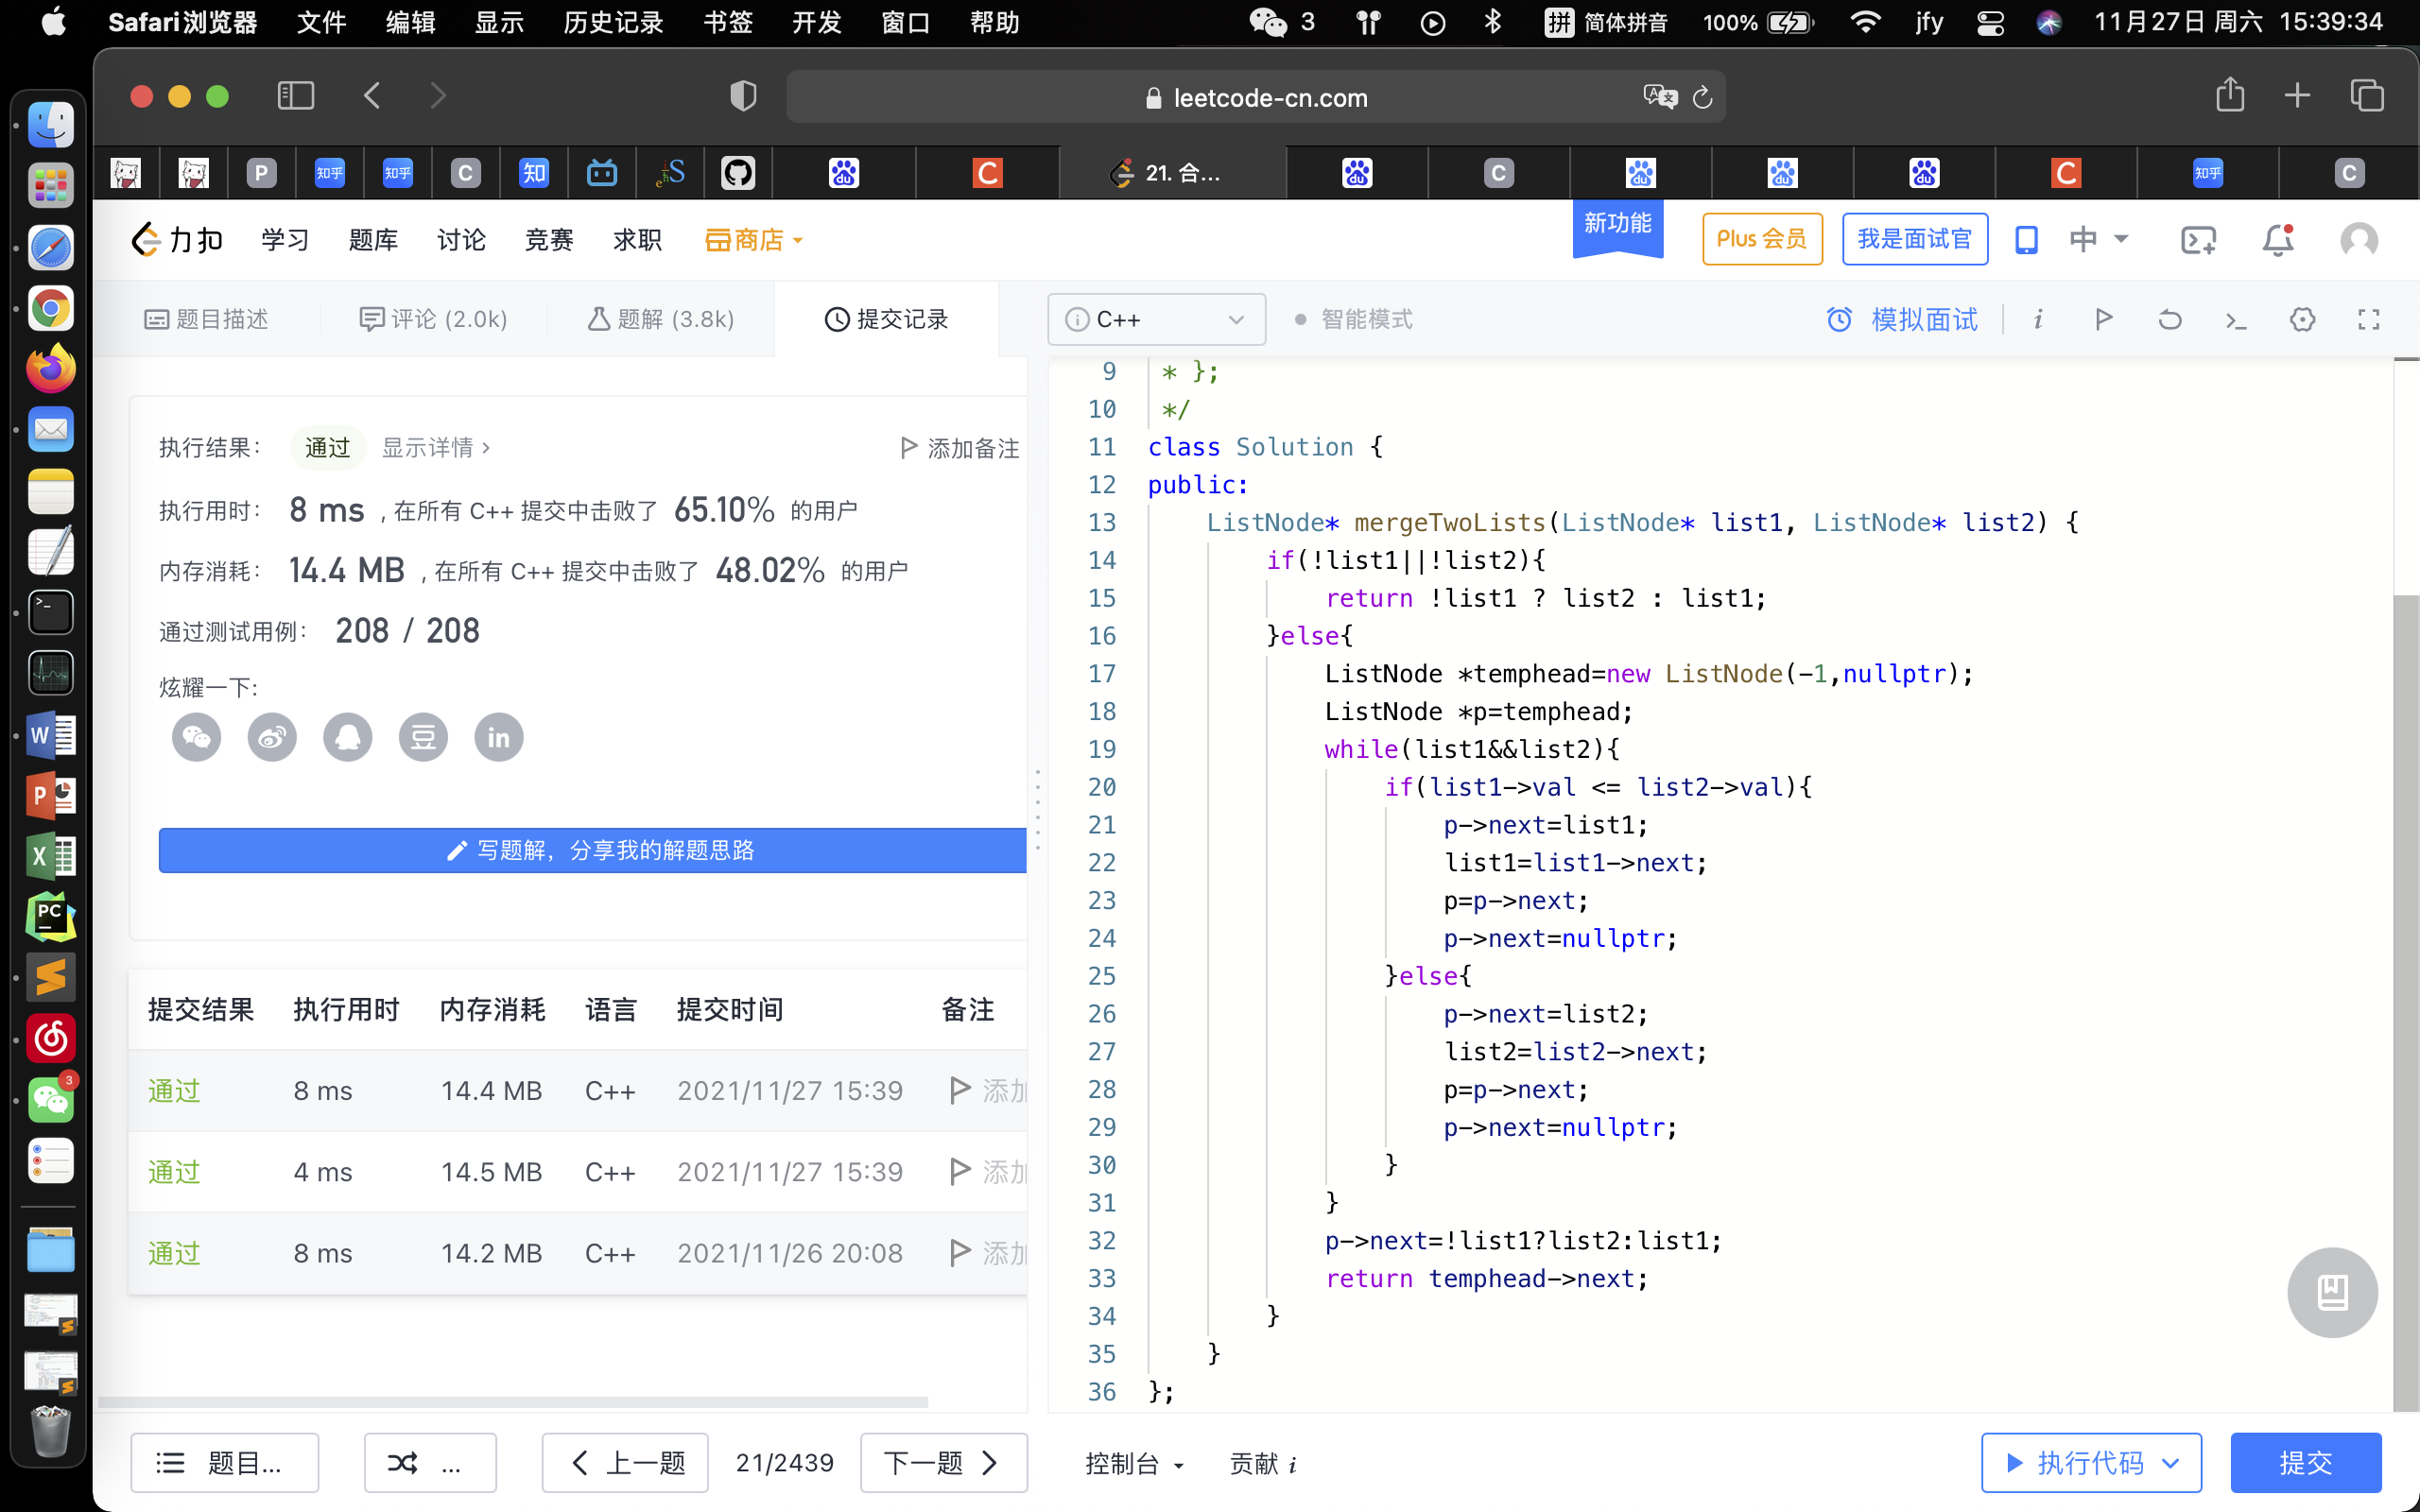 Safari浏览器 文件 编辑 显示 历史记录 书签 开发 窗口 帮助 3 拼 简体拼音 100% jfy 11月27日 周六 15:39:34
leetcode-cn.com
P 知乎 知乎 C 知 du C 21. 合... du C du du du C 知乎 C
力扣 学习 题库 讨论 竞赛 求职 商店 新功能 Plus 会员 我是面试官 中
题目描述 评论 (2.0k) 题解 (3.8k) 提交记录
执行结果： 通过 显示详情 › 添加备注
执行用时： 8 ms , 在所有 C++ 提交中击败了 65.10% 的用户
内存消耗： 14.4 MB , 在所有 C++ 提交中击败了 48.02% 的用户
通过测试用例： 208 / 208
炫耀一下:
豆 in
写题解，分享我的解题思路
提交结果 执行用时 内存消耗 语言 提交时间 备注
通过 8 ms 14.4 MB C++ 2021/11/27 15:39 添加
通过 4 ms 14.5 MB C++ 2021/11/27 15:39 添加
通过 8 ms 14.2 MB C++ 2021/11/26 20:08 添加
题目... ... 上一题 21/2439 下一题
C++ 智能模式 模拟面试 i
9 * };
10 */
11 class Solution {
12 public:
13 ListNode* mergeTwoLists(ListNode* list1, ListNode* list2) {
14 if(!list1||!list2){
15 return !list1 ? list2 : list1;
16 }else{
17 ListNode *temphead=new ListNode(-1,nullptr);
18 ListNode *p=temphead;
19 while(list1&&list2){
20 if(list1->val <= list2->val){
21 p->next=list1;
22 list1=list1->next;
23 p=p->next;
24 p->next=nullptr;
25 }else{
26 p->next=list2;
27 list2=list2->next;
28 p=p->next;
29 p->next=nullptr;
30 }
31 }
32 p->next=!list1?list2:list1;
33 return temphead->next;
34 }
35 }
36 };
控制台 贡献 i 执行代码 提交
W
P
X
PC
3